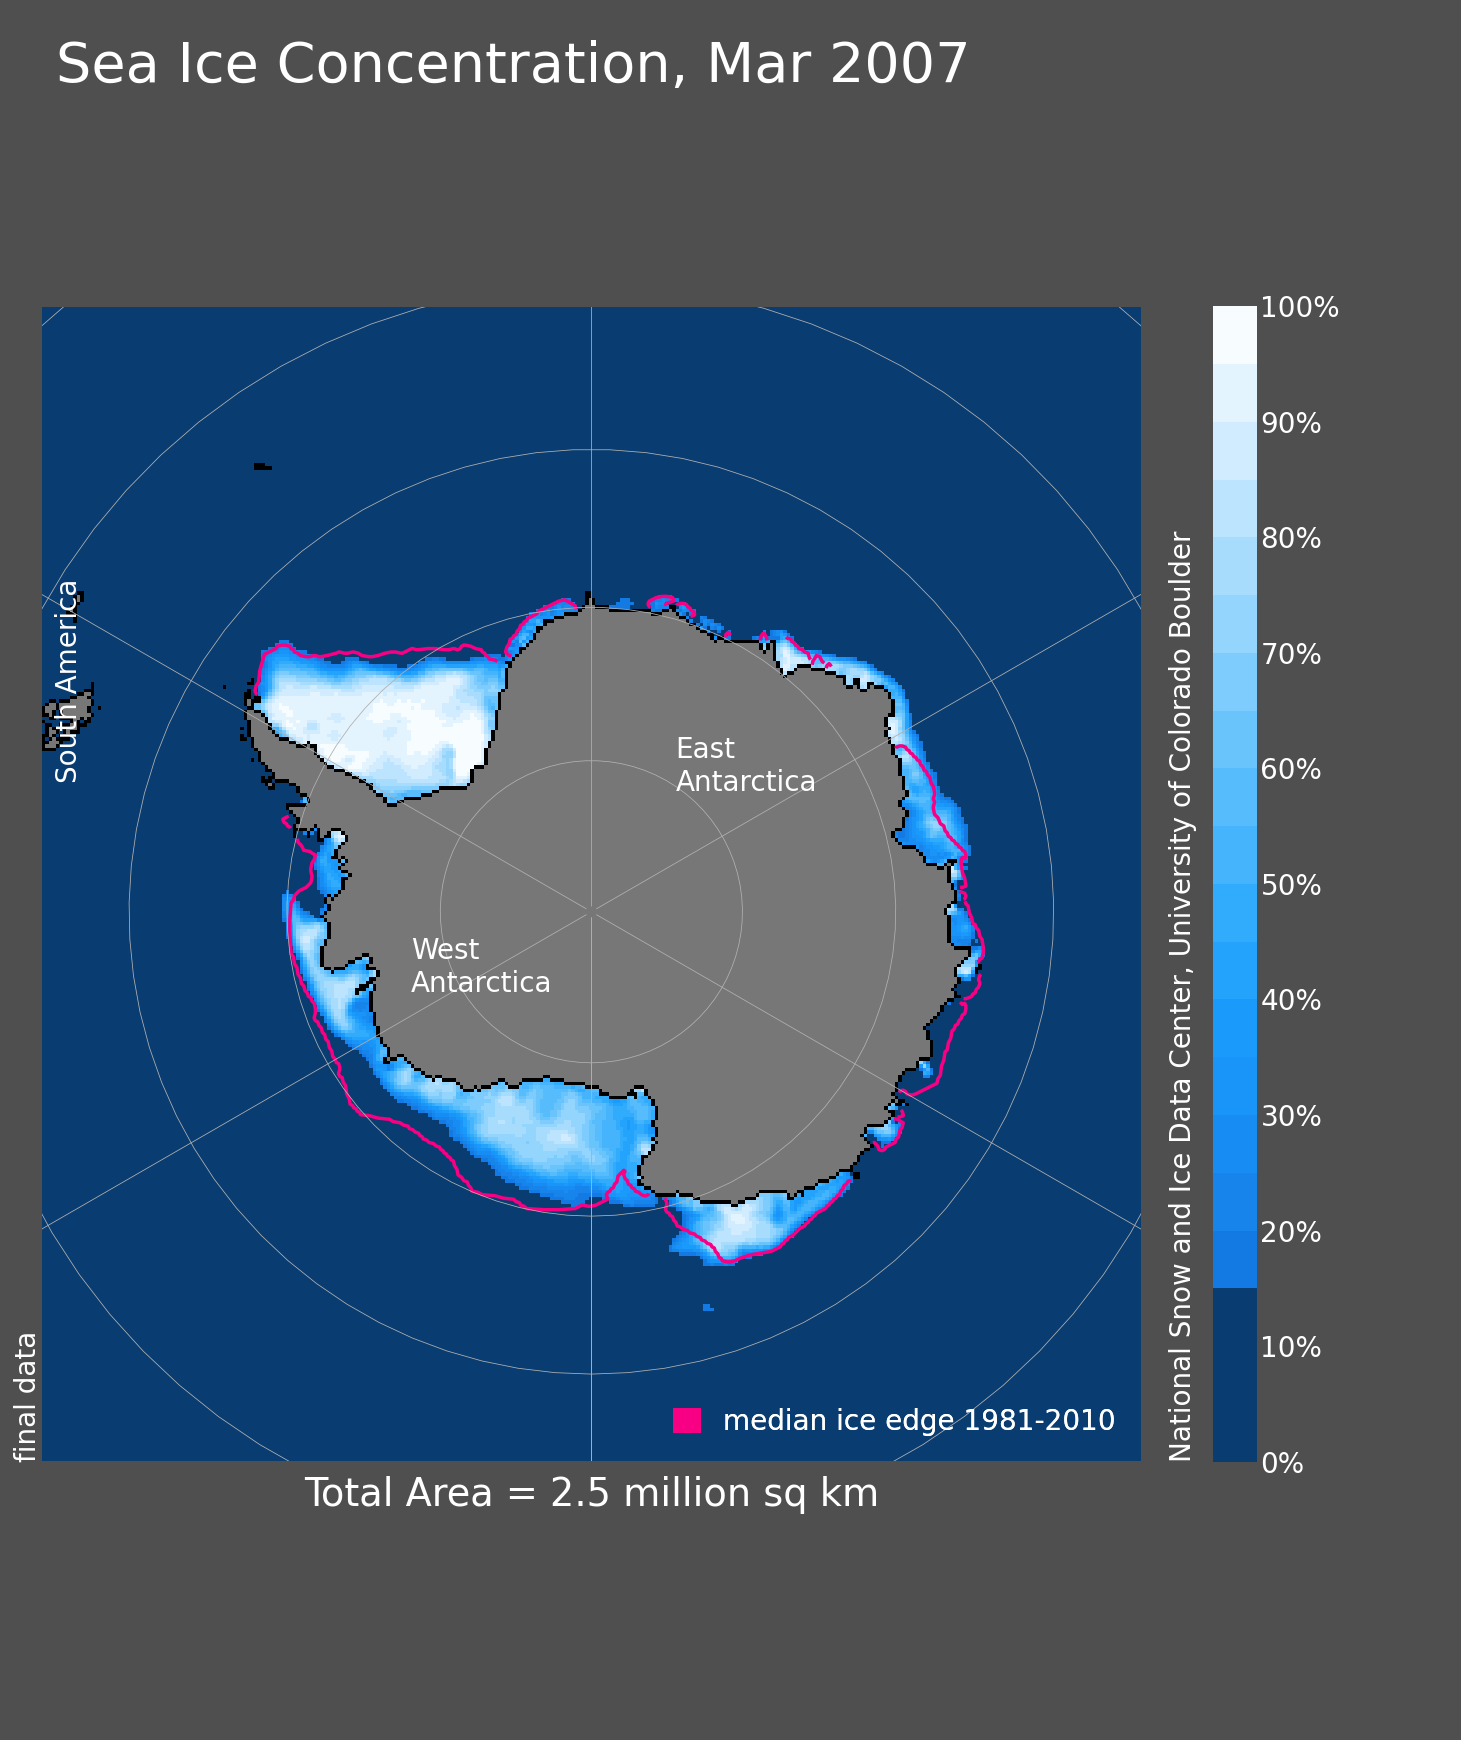 Sea Ice Concentration, Mar 2007
South America
East
Antarctica
West
Antarctica
final data
median ice edge 1981-2010
Total Area = 2.5 million sq km
National Snow and Ice Data Center, University of Colorado Boulder
100%
90%
80%
70%
60%
50%
40%
30%
20%
10%
0%